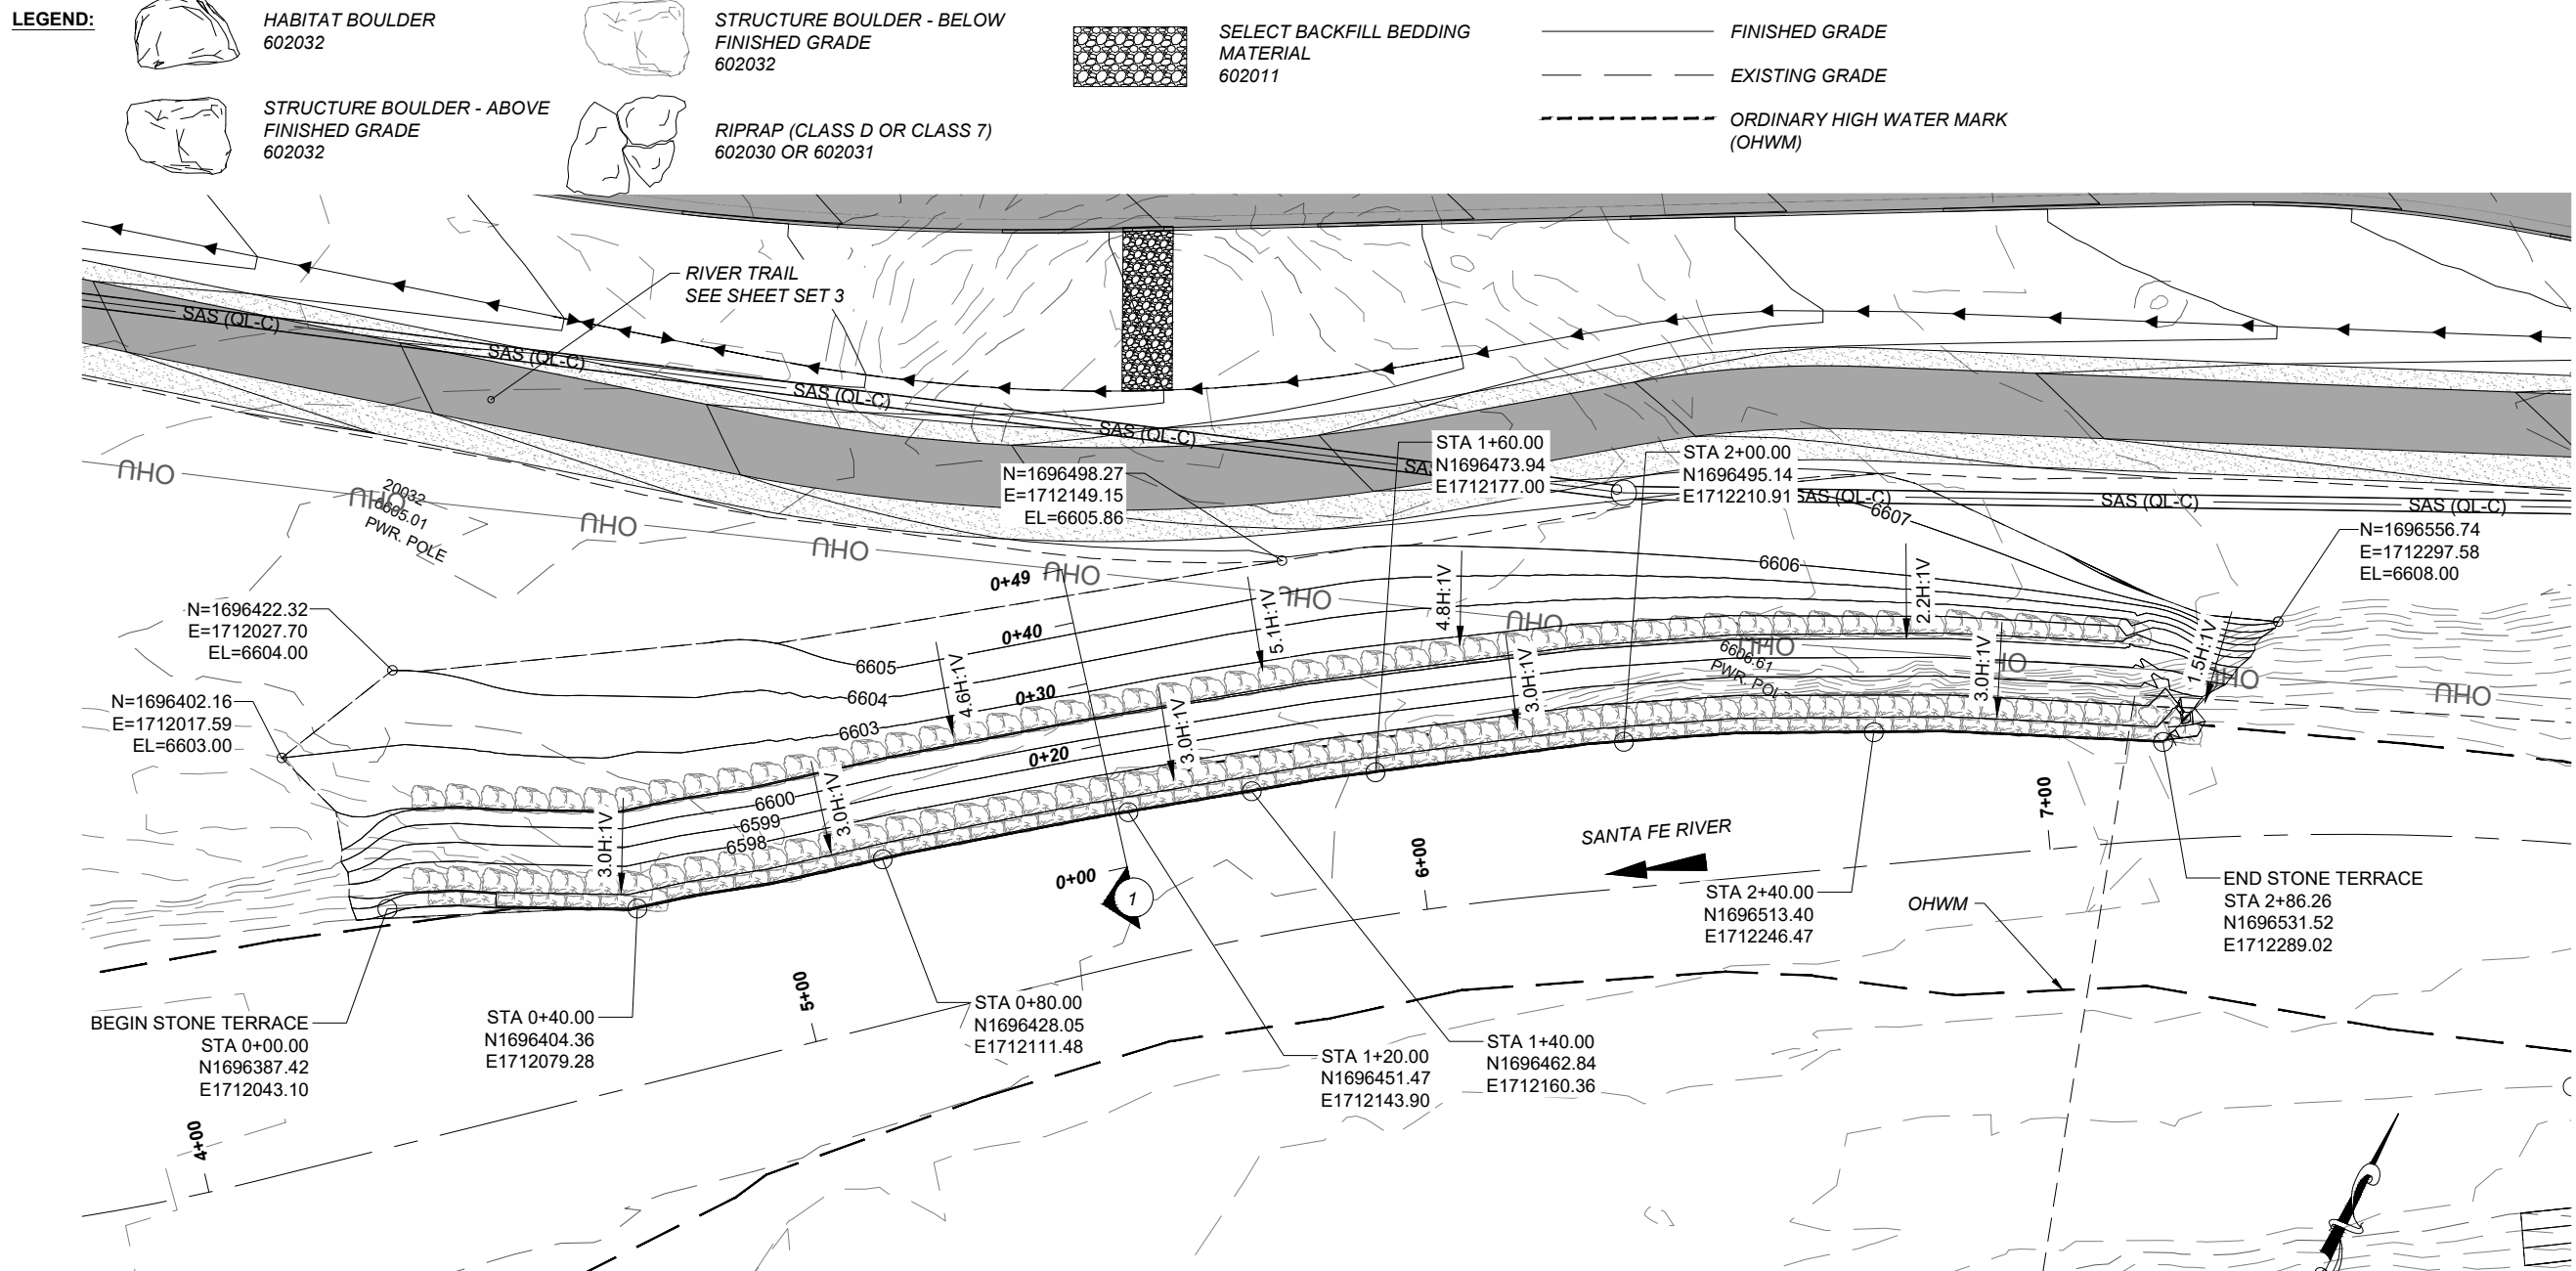 LEGEND:
HABITAT BOULDER
602032
STRUCTURE BOULDER - ABOVE
FINISHED GRADE
602032
STRUCTURE BOULDER - BELOW
FINISHED GRADE
602032
RIPRAP (CLASS D OR CLASS 7)
602030 OR 602031
SELECT BACKFILL BEDDING
MATERIAL
602011
FINISHED GRADE
EXISTING GRADE
ORDINARY HIGH WATER MARK
(OHWM)
RIVER TRAIL
SEE SHEET SET 3
SAS (QL-C)
SAS (QL-C)
SAS (QL-C)
SAS (QL-C)
SAS (QL-C)
SAS (QL-C)
SAS (QL-C)
OHU
OHU
OHU
OHU
OHU
OHU
OHU
OHU
OHU
20032
6605.01
PWR. POLE
N=1696498.27
E=1712149.15
EL=6605.86
STA 1+60.00
N1696473.94
E1712177.00
STA 2+00.00
N1696495.14
E1712210.91
6607
N=1696556.74
E=1712297.58
EL=6608.00
6606
N=1696422.32
E=1712027.70
EL=6604.00
N=1696402.16
E=1712017.59
EL=6603.00
0+49
0+40
0+30
0+20
0+00
1
6605
6604
6603
6600
6599
6598
4.6H:1V
5.1H:1V
4.8H:1V
2.2H:1V
1.5H:1V
3.0H:1V
3.0H:1V
3.0H:1V
3.0H:1V
3.0H:1V
6606.61
SANTA FE RIVER
OHWM
4+00
5+00
6+00
7+00
BEGIN STONE TERRACE
STA 0+00.00
N1696387.42
E1712043.10
STA 0+40.00
N1696404.36
E1712079.28
STA 0+80.00
N1696428.05
E1712111.48
STA 1+20.00
N1696451.47
E1712143.90
STA 1+40.00
N1696462.84
E1712160.36
STA 2+40.00
N1696513.40
E1712246.47
END STONE TERRACE
STA 2+86.26
N1696531.52
E1712289.02